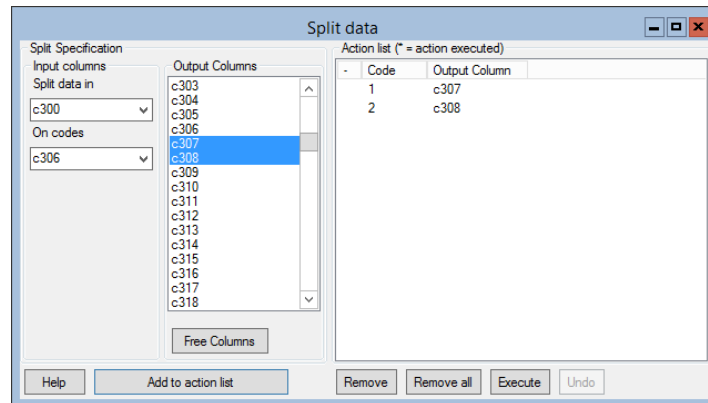 Split data
Split Specification
Input columns
Split data in
c300
On codes
c306
Output Columns
c303
c304
c305
c306
c307
c308
c309
c310
c311
c312
c313
c314
c315
c316
c317
c318
Free Columns
Action list (* = action executed)
- Code Output Column
1 c307
2 c308
Help Add to action list Remove Remove all Execute Undo